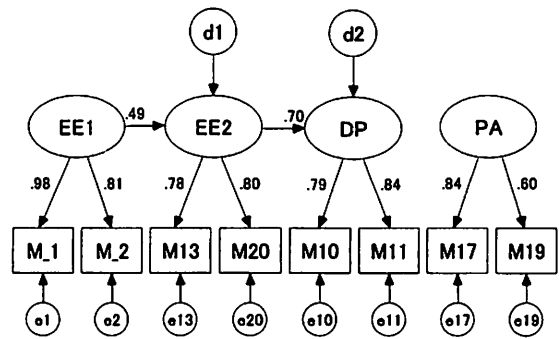 d1 d2
.49 .70
EE1 EE2 DP PA
.98 .81 .78 .80 .79 .84 .84 .60
M_1 M_2 M13 M20 M10 M11 M17 M19
e1 e2 e13 e20 e10 e11 e17 e19